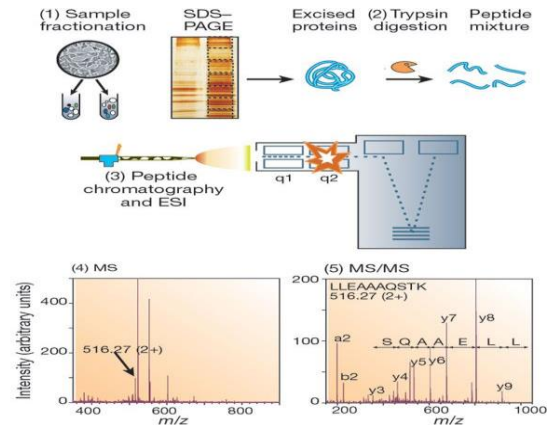 (1) Sample
fractionation
SDS–
PAGE
Excised
proteins
(2) Trypsin
digestion
Peptide
mixture
(3) Peptide
chromatography
and ESI
q1
q2
(4) MS
Intensity (arbitrary units)
400
200
0
516.27 (2+)
400
600
800
m/z
(5) MS/MS
200
100
0
LLEAAAQSTK
516.27 (2+)
a2
b2
y3
y4
y5
y6
y7
y8
y9
S Q A A E L L
200
400
600
800
1000
m/z